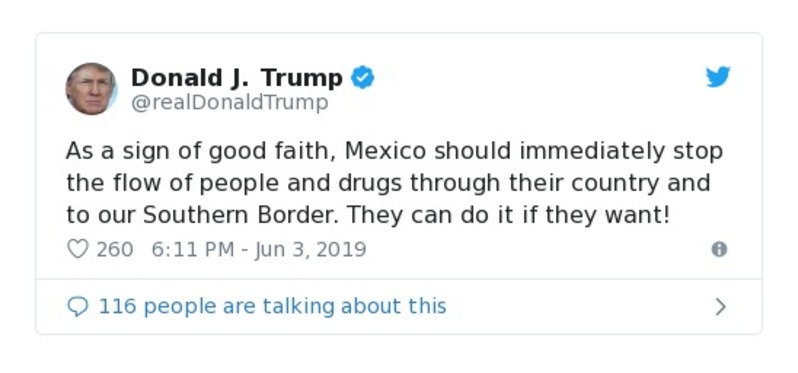 Donald J. Trump
@realDonaldTrump
As a sign of good faith, Mexico should immediately stop
the flow of people and drugs through their country and
to our Southern Border. They can do it if they want!
260 6:11 PM - Jun 3, 2019
116 people are talking about this